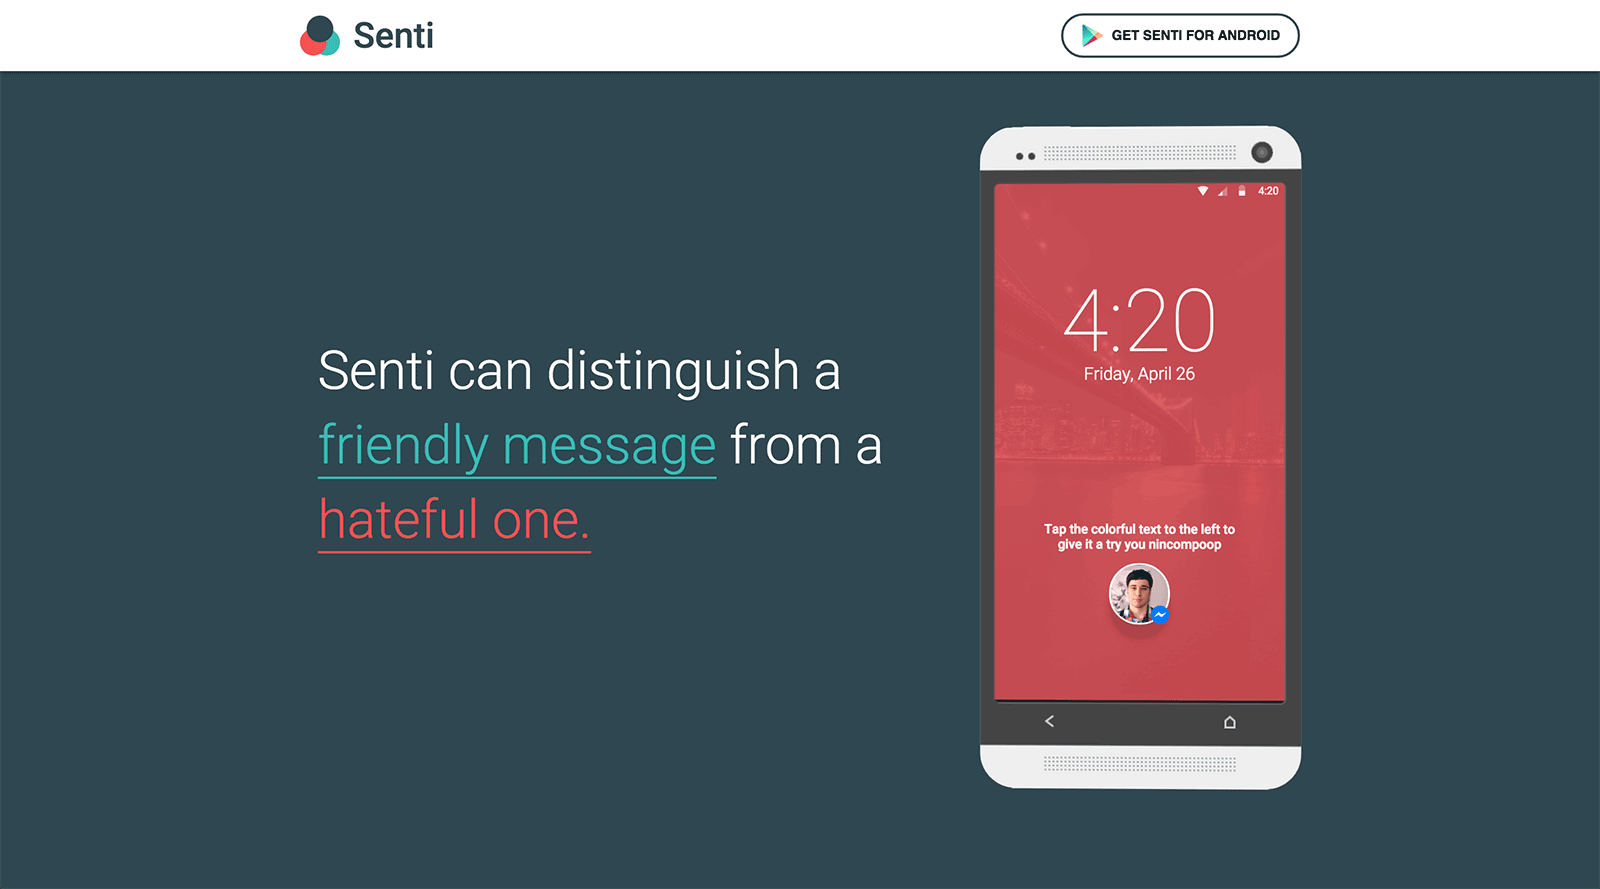 Senti
GET SENTI FOR ANDROID
Senti can distinguish a
friendly message from a
hateful one.
4:20
4:20
Friday, April 26
Tap the colorful text to the left to
give it a try you nincompoop